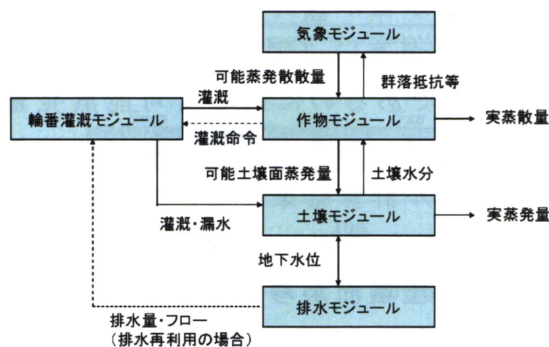 気象モジュール
可能蒸発散散量
群落抵抗等
灌漑
輪番灌漑モジュール
作物モジュール
実蒸散量
灌漑命令
可能土壌面蒸発量
土壌水分
土壌モジュール
実蒸発量
灌漑・漏水
地下水位
排水モジュール
排水量・フロー
(排水再利用の場合)